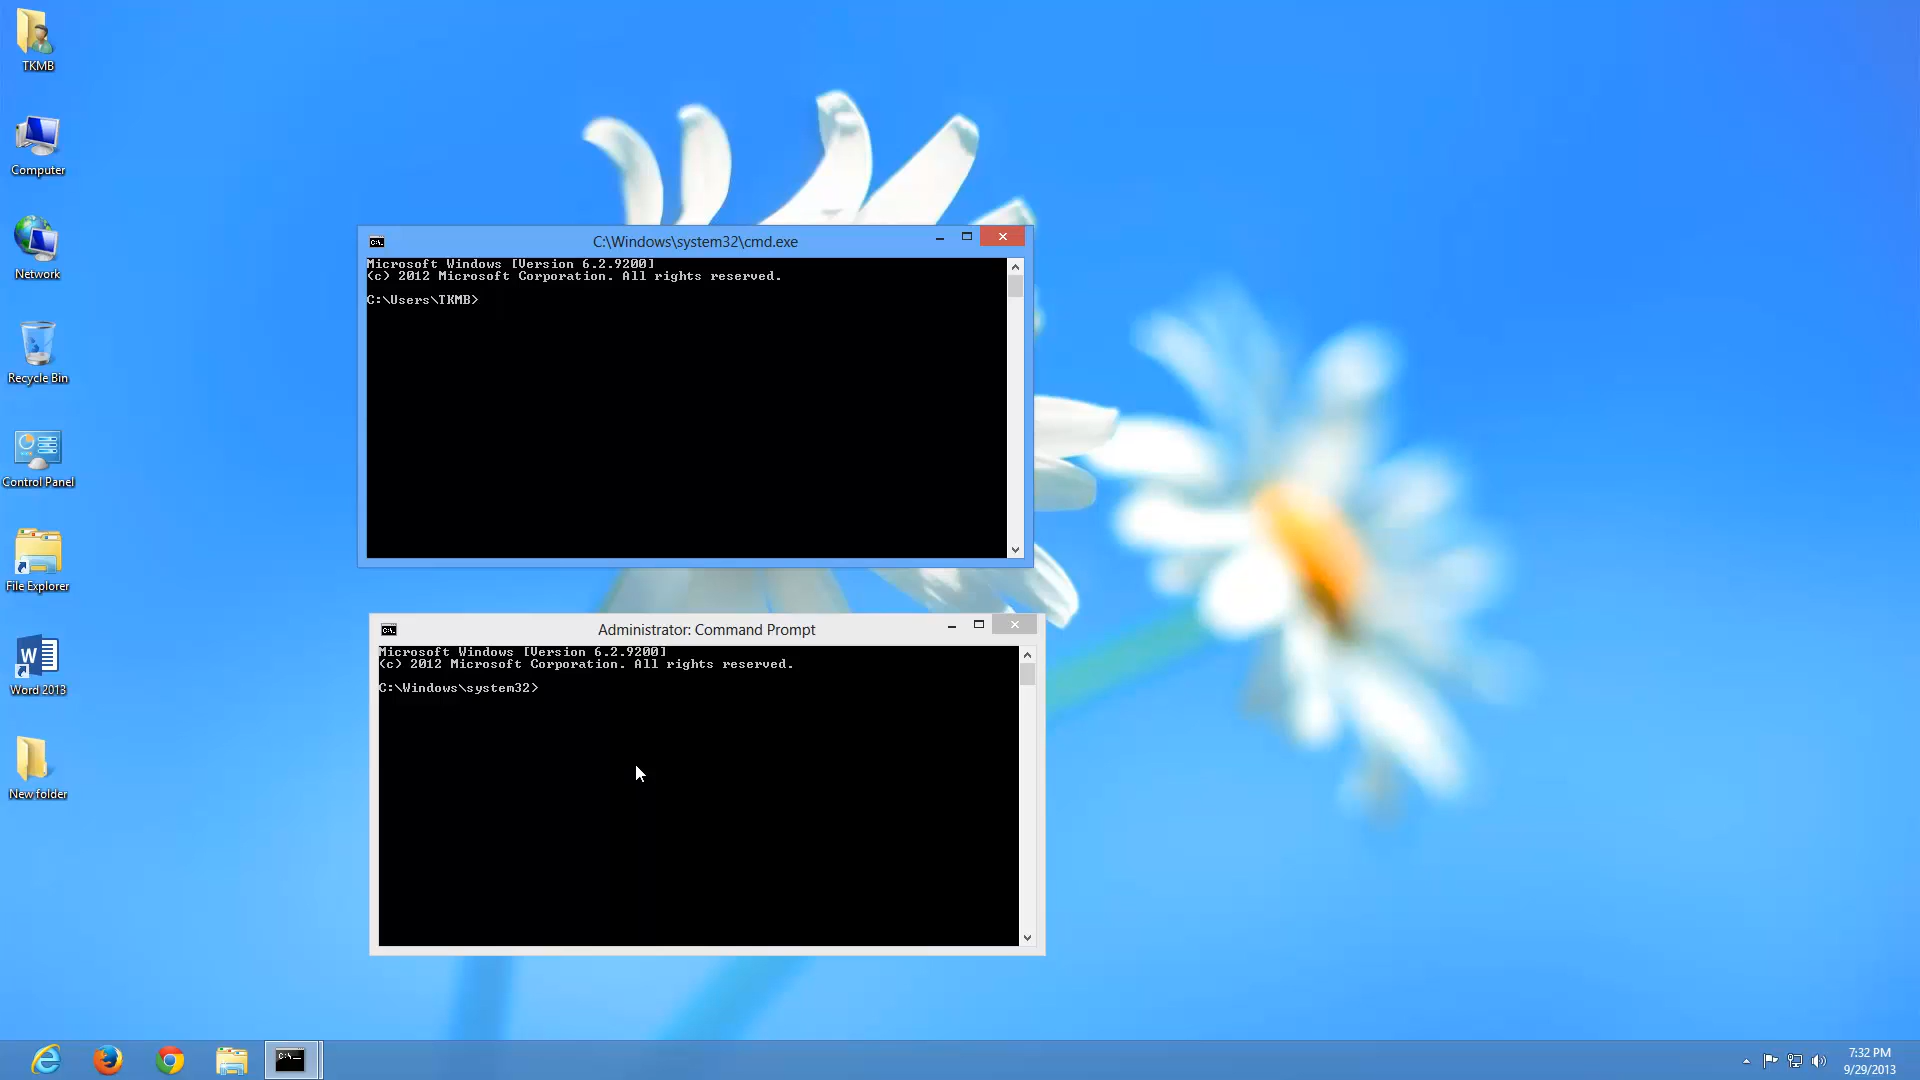 TKMB
Computer
Network
Recycle Bin
Control Panel
File Explorer
Word 2013
New folder
C:\Windows\system32\cmd.exe
Microsoft Windows [Version 6.2.9200]
(c) 2012 Microsoft Corporation. All rights reserved.
C:\Users\TKMB>
Administrator: Command Prompt
Microsoft Windows [Version 6.2.9200]
(c) 2012 Microsoft Corporation. All rights reserved.
C:\Windows\system32>
7:32 PM
9/29/2013